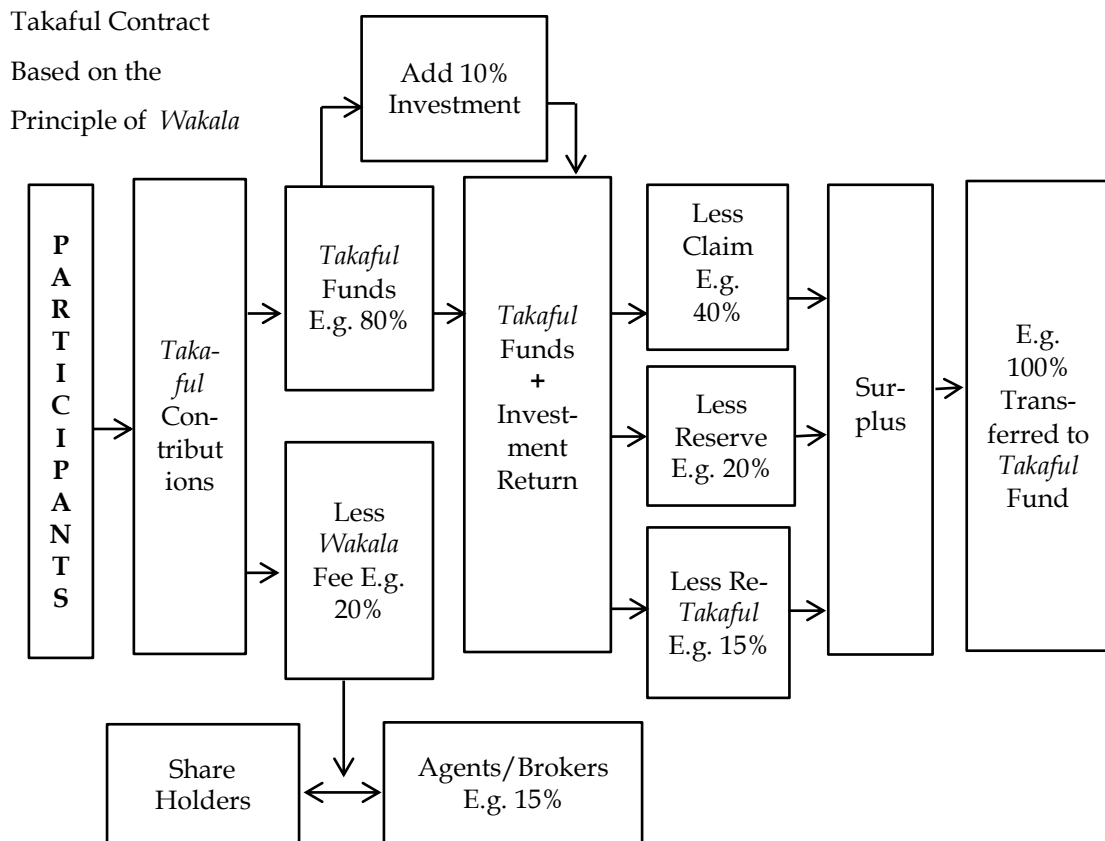 Takaful Contract
Based on the
Principle of Wakala
Add 10%
Investment
P
A
R
T
I
C
I
P
A
N
T
S
Taka-
ful
Con-
tribut
ions
Takaful
Funds
E.g. 80%
Less
Wakala
Fee E.g.
20%
Takaful
Funds
+
Invest-
ment
Return
Less
Claim
E.g.
40%
Less
Reserve
E.g. 20%
Less Re-
Takaful
E.g. 15%
Sur-
plus
E.g.
100%
Trans-
ferred to
Takaful
Fund
Share
Holders
Agents/Brokers
E.g. 15%